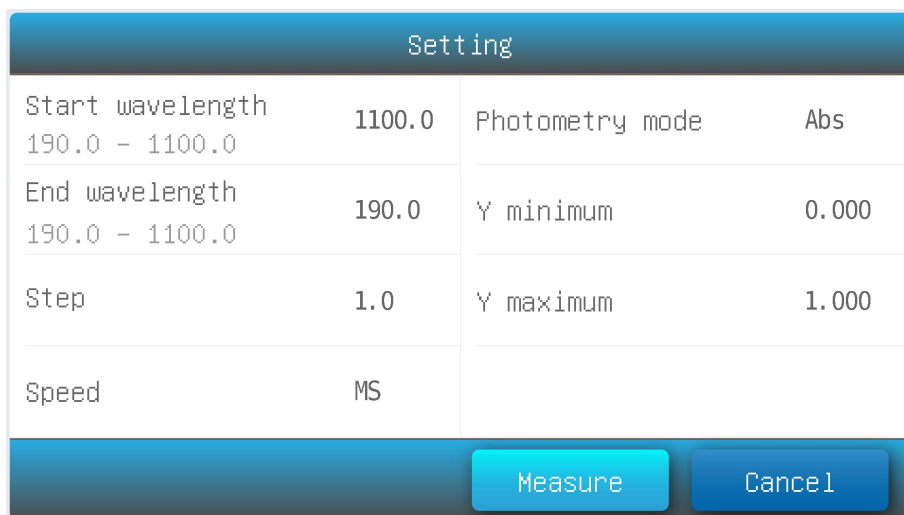 Setting
Start wavelength
190.0 - 1100.0
1100.0
Photometry mode
Abs
End wavelength
190.0 - 1100.0
190.0
Y minimum
0.000
Step
1.0
Y maximum
1.000
Speed
MS
Measure
Cancel